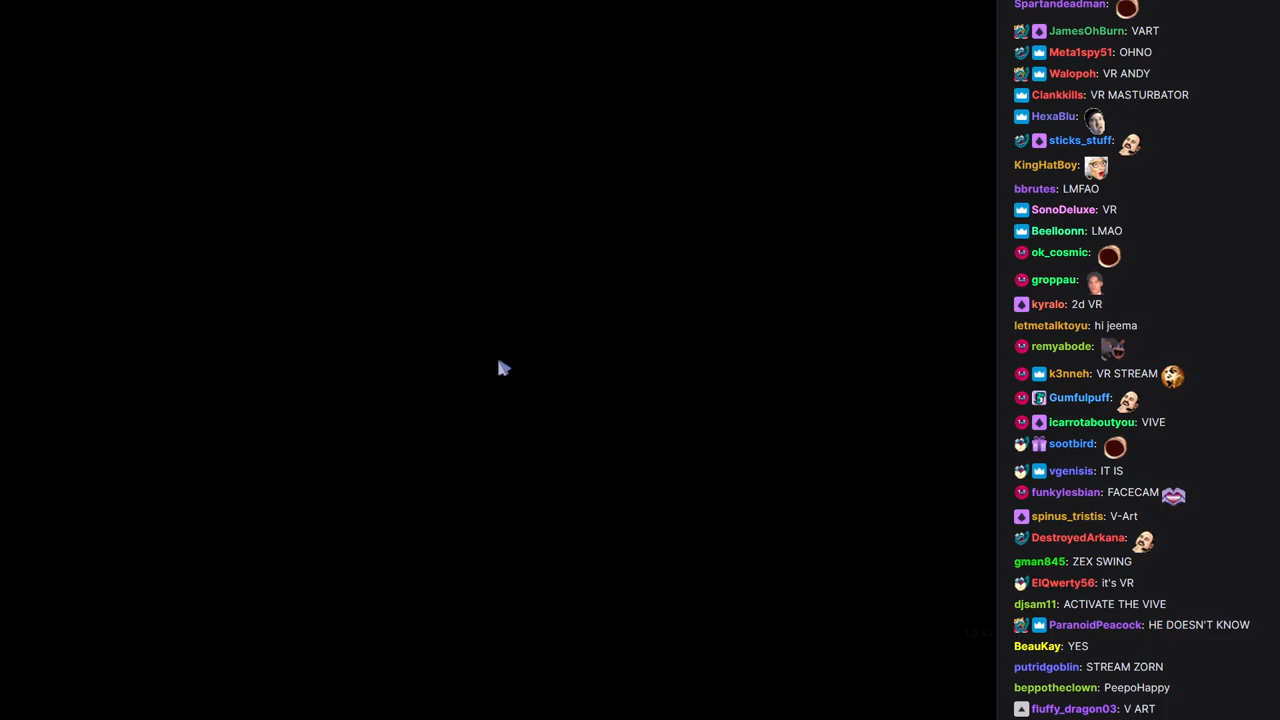 Spartandeadman:
JamesOhBurn: VART
Meta1spy51: OHNO
Walopoh: VR ANDY
Clankkills: VR MASTURBATOR
HexaBlu:
sticks_stuff:
KingHatBoy:
bbrutes: LMFAO
SonoDeluxe: VR
Beelloonn: LMAO
ok_cosmic:
groppau:
kyralo: 2d VR
letmetalktoyu: hi jeema
remyabode:
k3nneh: VR STREAM
Gumfulpuff:
icarrotaboutyou: VIVE
sootbird:
vgenisis: IT IS
funkylesbian: FACECAM
spinus_tristis: V-Art
DestroyedArkana:
gman845: ZEX SWING
ElQwerty56: it's VR
djsam11: ACTIVATE THE VIVE
ParanoidPeacock: HE DOESN'T KNOW
BeauKay: YES
putridgoblin: STREAM ZORN
beppotheclown: PeepoHappy
fluffy_dragon03: V ART